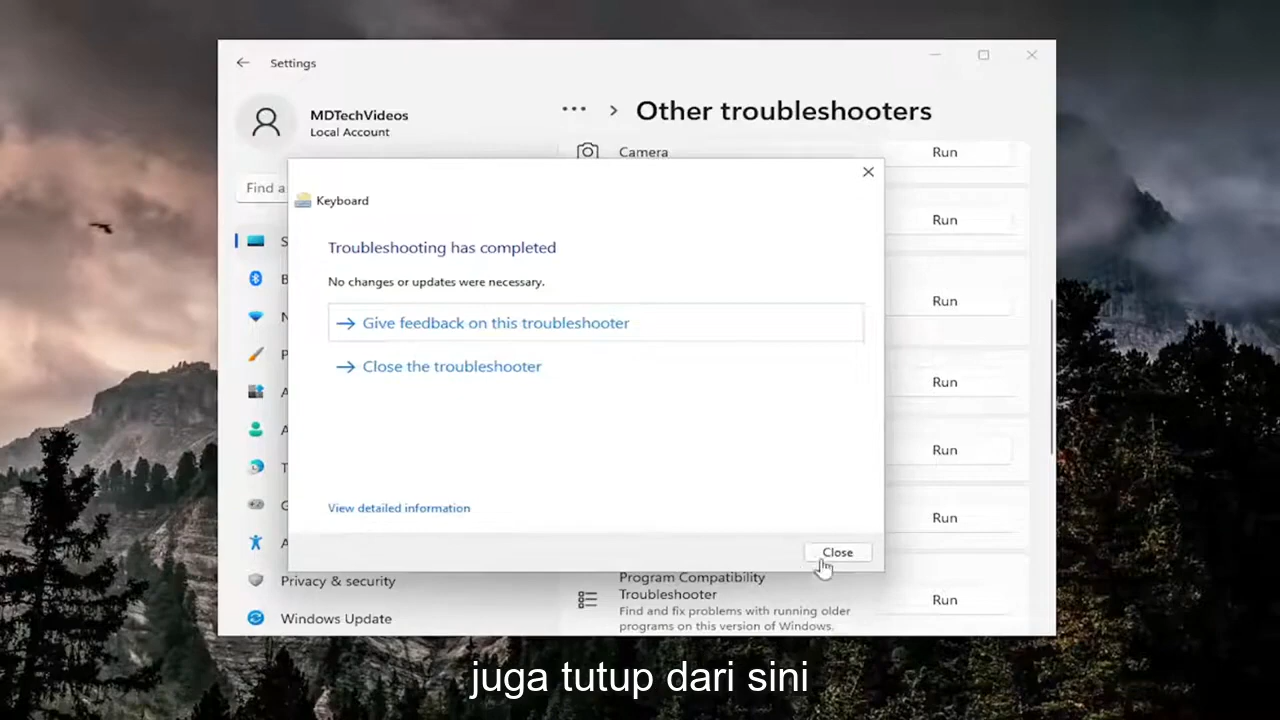 Settings
MDTechVideos
Local Account
Find a
Other troubleshooters
Camera
Run
Keyboard
Troubleshooting has completed
No changes or updates were necessary.
Give feedback on this troubleshooter
Close the troubleshooter
View detailed information
Close
Run
Run
Run
Run
Run
S
B
N
P
A
A
T
G
A
Privacy & security
Windows Update
Program Compatibility
Troubleshooter
Find and fix problems with running older
programs on this version of Windows.
Run
juga tutup dari sini